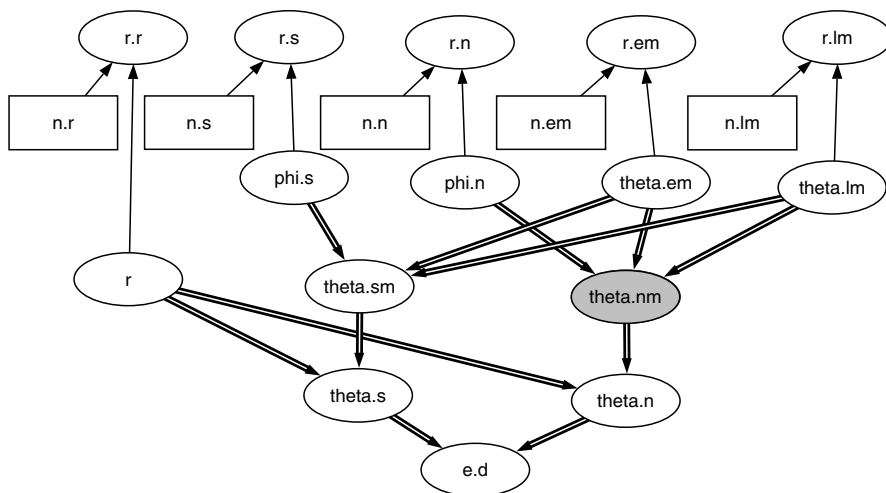 r.r
r.s
r.n
r.em
r.lm
n.r
n.s
n.n
n.em
n.lm
phi.s
phi.n
theta.em
theta.lm
r
theta.sm
theta.nm
theta.s
theta.n
e.d